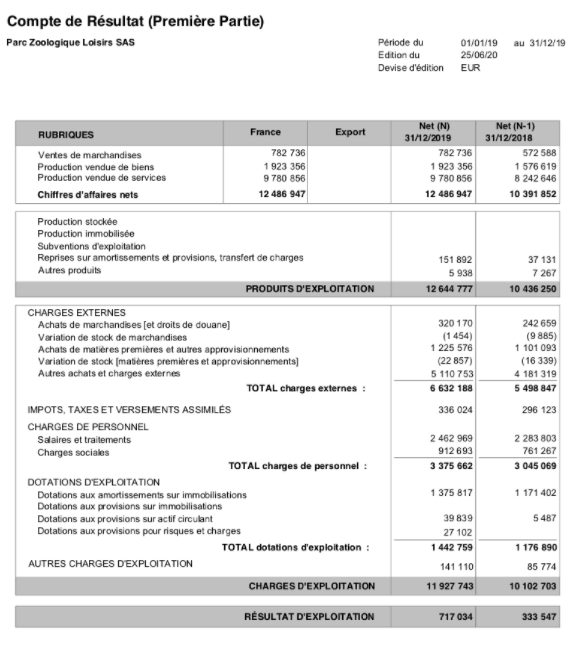 Compte de Résultat (Première Partie)
Parc Zoologique Loisirs SAS
Période du 01/01/19 au 31/12/19
Edition du 25/06/20
Devise d'édition EUR
RUBRIQUES France Export Net (N) 31/12/2019 Net (N-1) 31/12/2018
Ventes de marchandises 782 736 782 736 572 588
Production vendue de biens 1 923 356 1 923 356 1 576 619
Production vendue de services 9 780 856 9 780 856 8 242 646
Chiffres d'affaires nets 12 486 947 12 486 947 10 391 852
Production stockée
Production immobilisée
Subventions d'exploitation
Reprises sur amortissements et provisions, transfert de charges 151 892 37 131
Autres produits 5 938 7 267
PRODUITS D'EXPLOITATION 12 644 777 10 436 250
CHARGES EXTERNES
Achats de marchandises [et droits de douane] 320 170 242 659
Variation de stock de marchandises (1 454) (9 885)
Achats de matières premières et autres approvisionnements 1 225 576 1 101 093
Variation de stock [matières premières et approvisionnements] (22 857) (16 339)
Autres achats et charges externes 5 110 753 4 181 319
TOTAL charges externes : 6 632 188 5 498 847
IMPOTS, TAXES ET VERSEMENTS ASSIMILÉS 336 024 296 123
CHARGES DE PERSONNEL
Salaires et traitements 2 462 969 2 283 803
Charges sociales 912 693 761 267
TOTAL charges de personnel : 3 375 662 3 045 069
DOTATIONS D'EXPLOITATION
Dotations aux amortissements sur immobilisations 1 375 817 1 171 402
Dotations aux provisions sur immobilisations
Dotations aux provisions sur actif circulant 39 839 5 487
Dotations aux provisions pour risques et charges 27 102
TOTAL dotations d'exploitation : 1 442 759 1 176 890
AUTRES CHARGES D'EXPLOITATION 141 110 85 774
CHARGES D'EXPLOITATION 11 927 743 10 102 703
RÉSULTAT D'EXPLOITATION 717 034 333 547